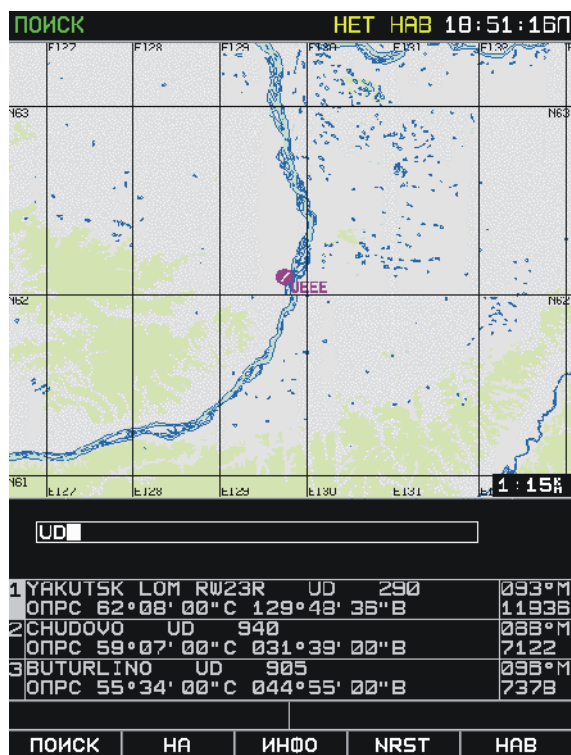 ПОИСК НЕТ НАВ 18:51:16П
E127 E128 E129 E130 E131 E132
N63 N63
UEEE
N62 N62
N61
E127 E128 E129 E130 E131
1:15КМ
UD
1 YAKUTSK LOM RW23R UD 290 093°М
ОПРС 62°08'00"С 129°48'36"В 11936
2 CHUDOVO UD 940 088°М
ОПРС 59°07'00"С 031°39'00"В 7122
3 BUTURLINO UD 905 098°М
ОПРС 55°34'00"С 044°55'00"В 7378
ПОИСК НА ИНФО NRST НАВ